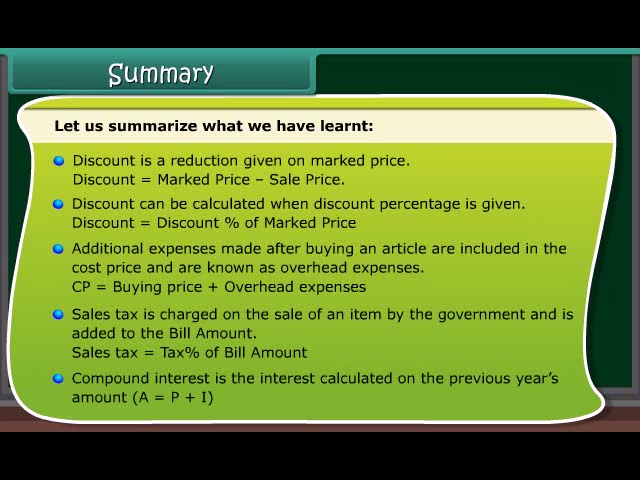 Summary
Let us summarize what we have learnt:
Discount is a reduction given on marked price.
Discount = Marked Price – Sale Price.
Discount can be calculated when discount percentage is given.
Discount = Discount % of Marked Price
Additional expenses made after buying an article are included in the
cost price and are known as overhead expenses.
CP = Buying price + Overhead expenses
Sales tax is charged on the sale of an item by the government and is
added to the Bill Amount.
Sales tax = Tax% of Bill Amount
Compound interest is the interest calculated on the previous year's
amount (A = P + I)